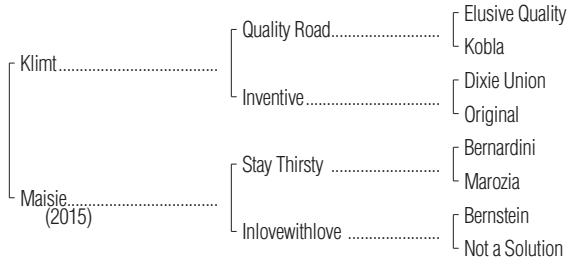 Elusive Quality
Quality Road
Kobla
Klimt
Dixie Union
Inventive
Original
Bernardini
Stay Thirsty
Marozia
Maisie
(2015)
Bernstein
Inlovewithlove
Not a Solution